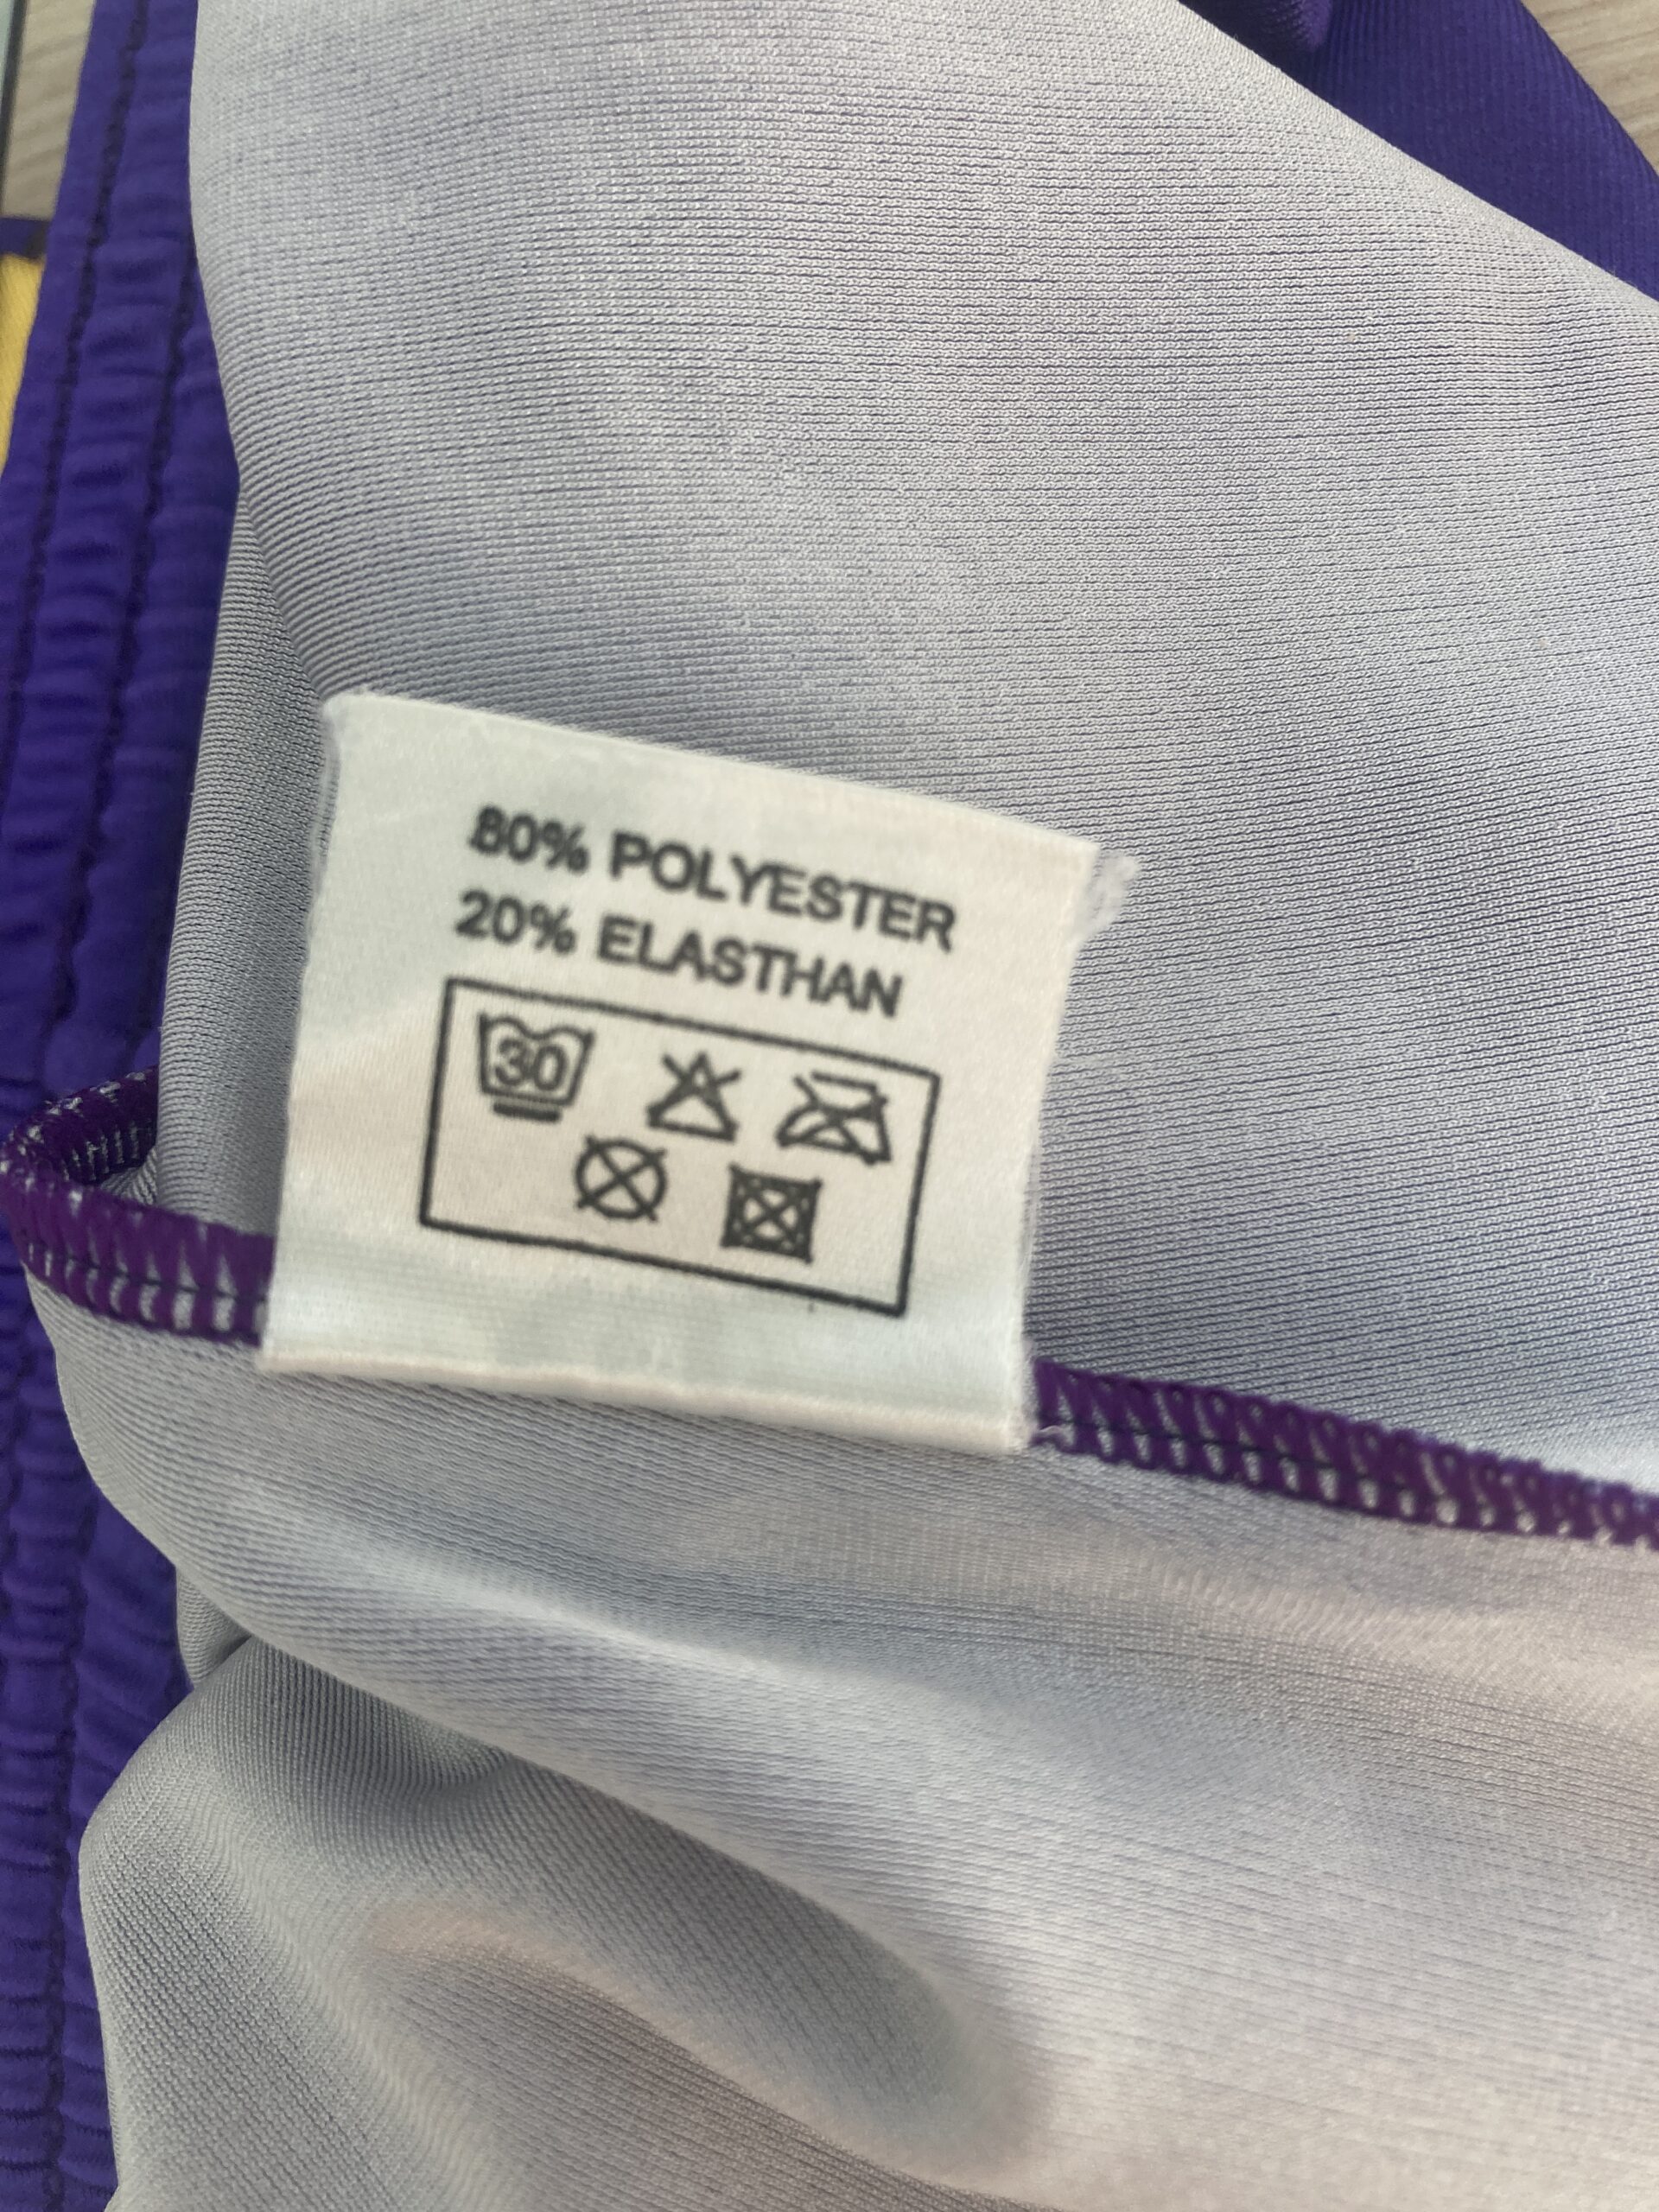 80% POLYESTER
20% ELASTHAN
30